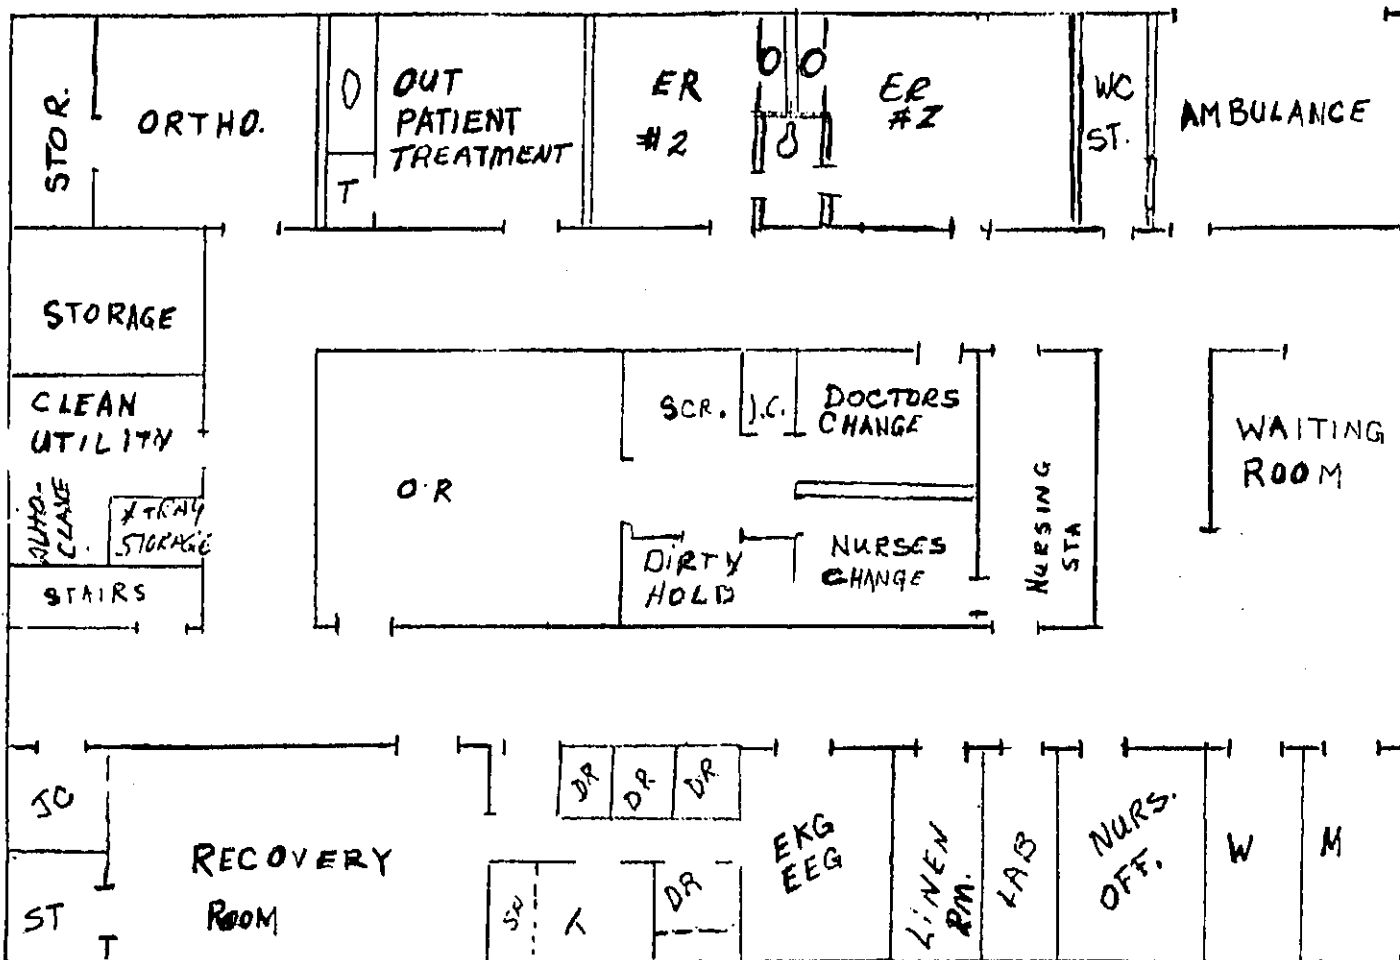 STOR.
ORTHO.
T
OUT
PATIENT
TREATMENT
ER
#2
ER
#2
WC
ST.
AMBULANCE
STORAGE
CLEAN
UTILITY
STORAGE
STAIRS
O.R
SCR.
J.C.
DOCTORS
CHANGE
DIRTY
HOLD
NURSES
CHANGE
NURSING
STA
WAITING
ROOM
JC
ST
T
RECOVERY
ROOM
DR
DR.
DR.
T
DR
EKG
EEG
LINEN
RM.
LAB
NURS.
OFF.
W
M